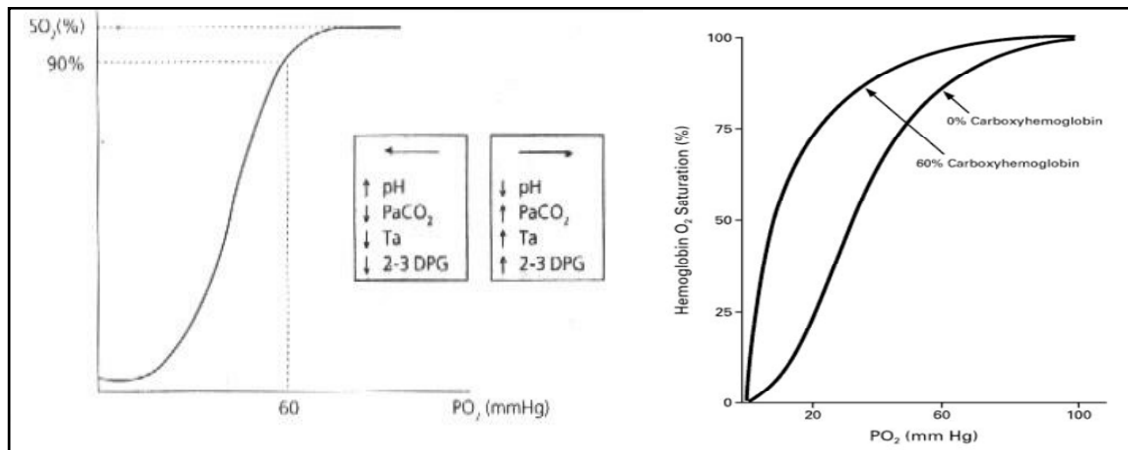 SO2(%)
90%
↑ pH
↓ PaCO2
↓ Ta
↓ 2-3 DPG
↓ pH
↑ PaCO2
↑ Ta
↑ 2-3 DPG
60
PO2 (mmHg)
Hemoglobin O2 Saturation (%)
100
75
50
25
0
0% Carboxyhemoglobin
60% Carboxyhemoglobin
20
60
100
PO2 (mm Hg)